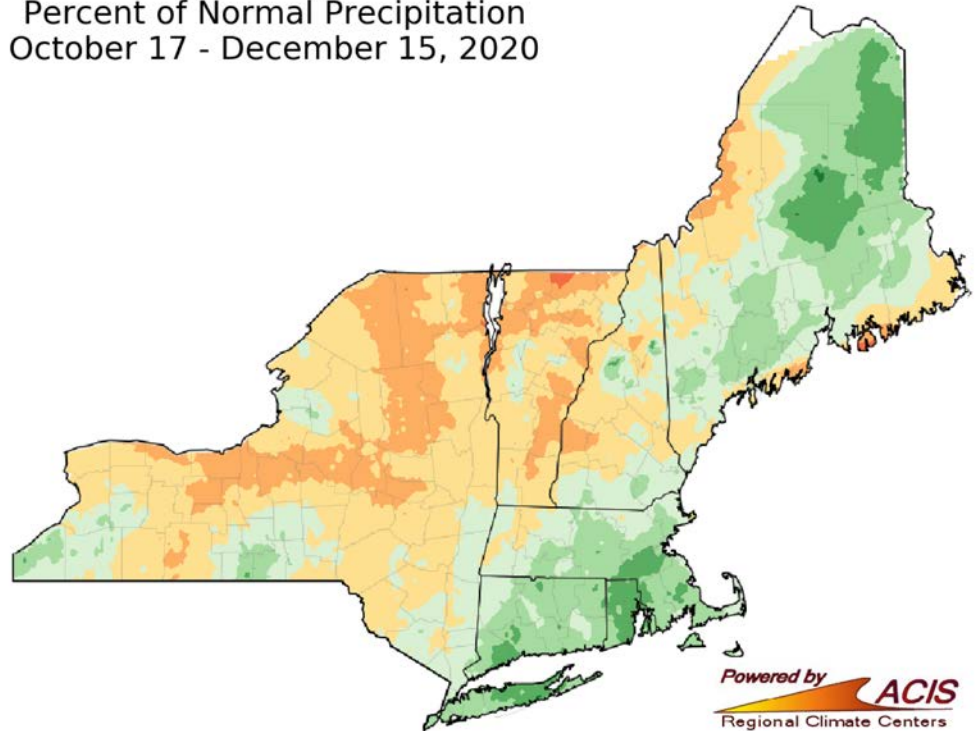 Percent of Normal Precipitation
October 17 - December 15, 2020
Powered by
ACIS
Regional Climate Centers